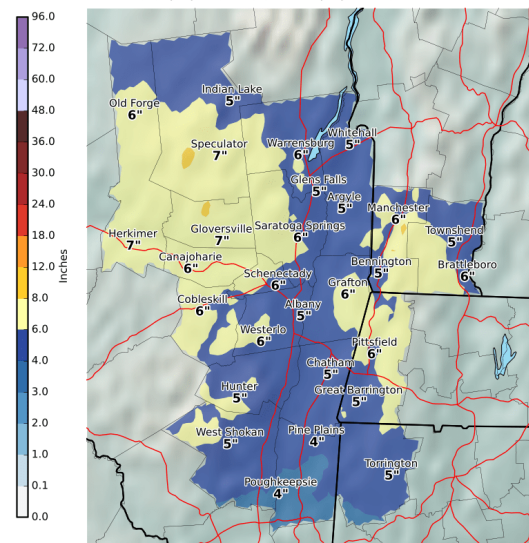 96.0
72.0
60.0
48.0
36.0
30.0
24.0
18.0
12.0
8.0
6.0
4.0
3.0
2.0
1.0
0.1
0.0
Inches
Indian Lake
5"
Old Forge
6"
Speculator
7"
Warrensburg
6"
Whitehall
5"
Glens Falls
5"
Argyle
5"
Manchester
6"
Herkimer
7"
Gloversville
7"
Saratoga Springs
6"
Townshend
5"
Canajoharie
6"
Bennington
5"
Brattleboro
6"
Schenectady
6"
Grafton
6"
Cobleskill
6"
Albany
5"
Westerlo
6"
Pittsfield
6"
Chatham
5"
Hunter
5"
Great Barrington
5"
West Shokan
5"
Pine Plains
4"
Torrington
5"
Poughkeepsie
4"